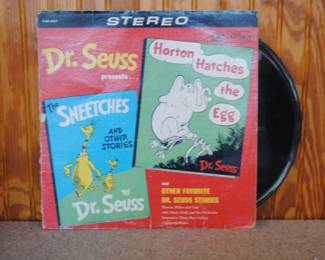 STEREO
Dr. Seuss
presents...
Horton
Hatches
the
Egg
Dr. Seuss
The
SNEETCHES
AND
OTHER
STORIES
by
Dr. Seuss
and
OTHER FAVORITE
DR. SEUSS STORIES